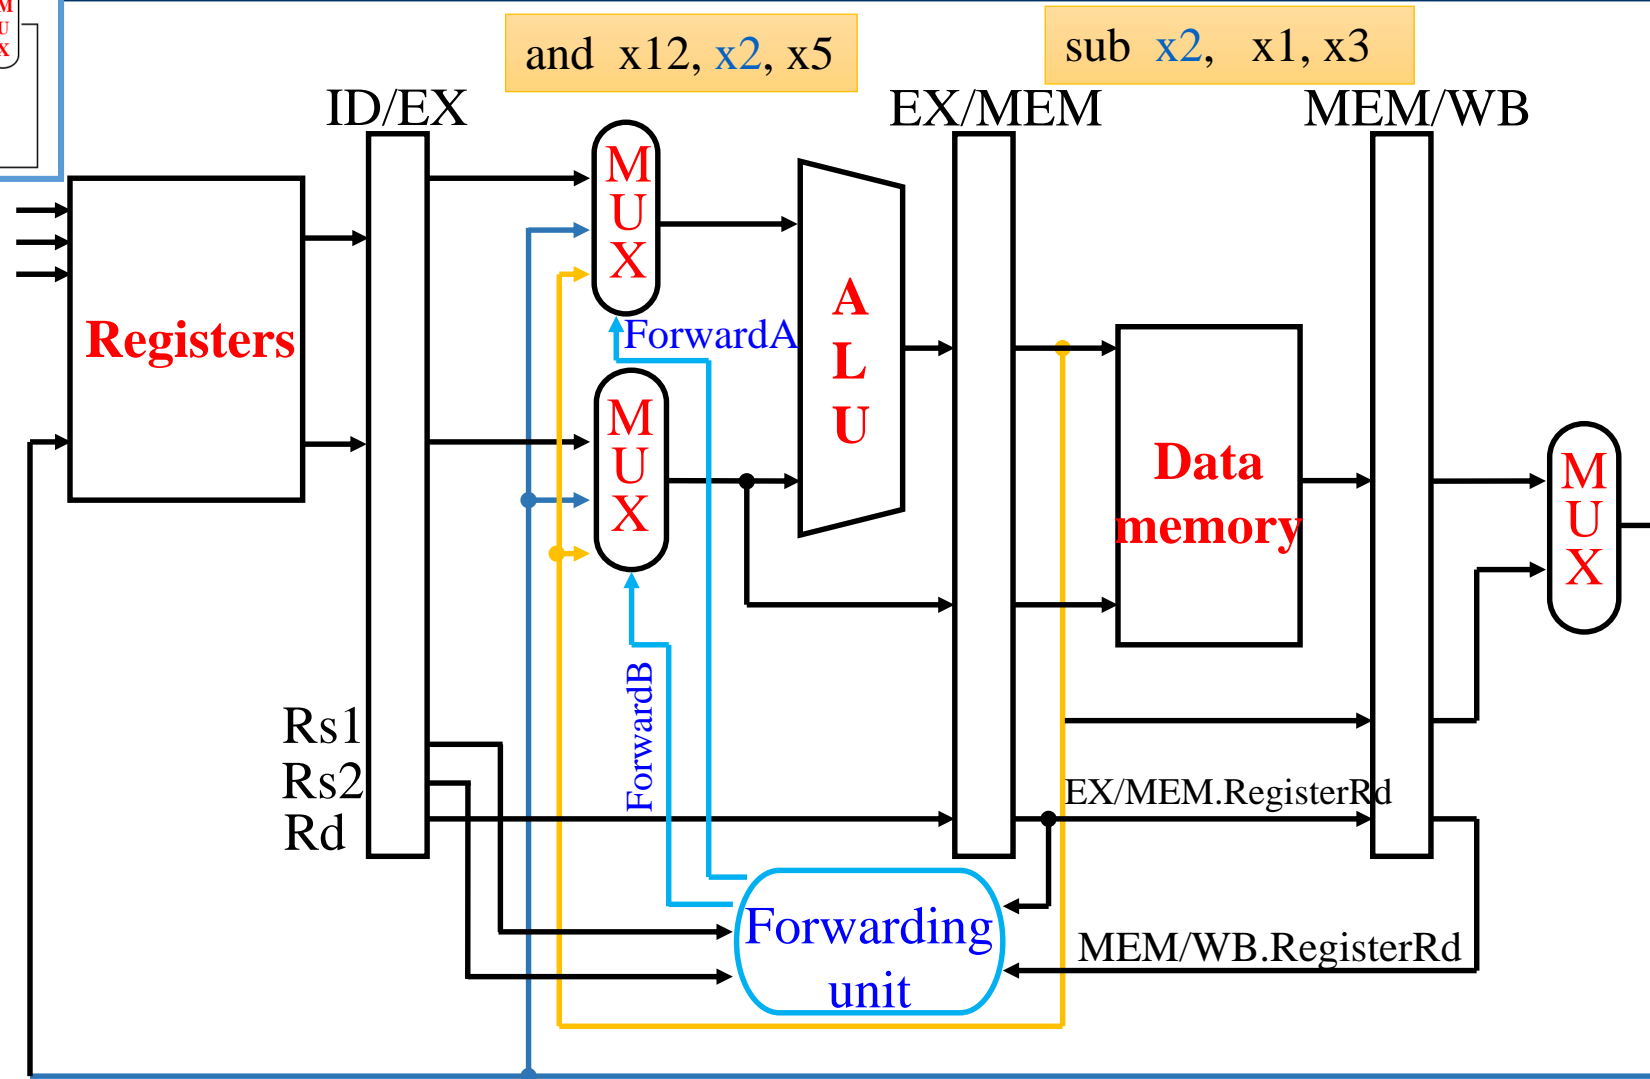 M
U
X
and x12, x2, x5
sub x2, x1, x3
ID/EX
EX/MEM
MEM/WB
M
U
X
Registers
ForwardA
A
L
U
M
U
X
Data
memory
M
U
X
ForwardB
Rs1
Rs2
Rd
EX/MEM.RegisterRd
Forwarding
unit
MEM/WB.RegisterRd